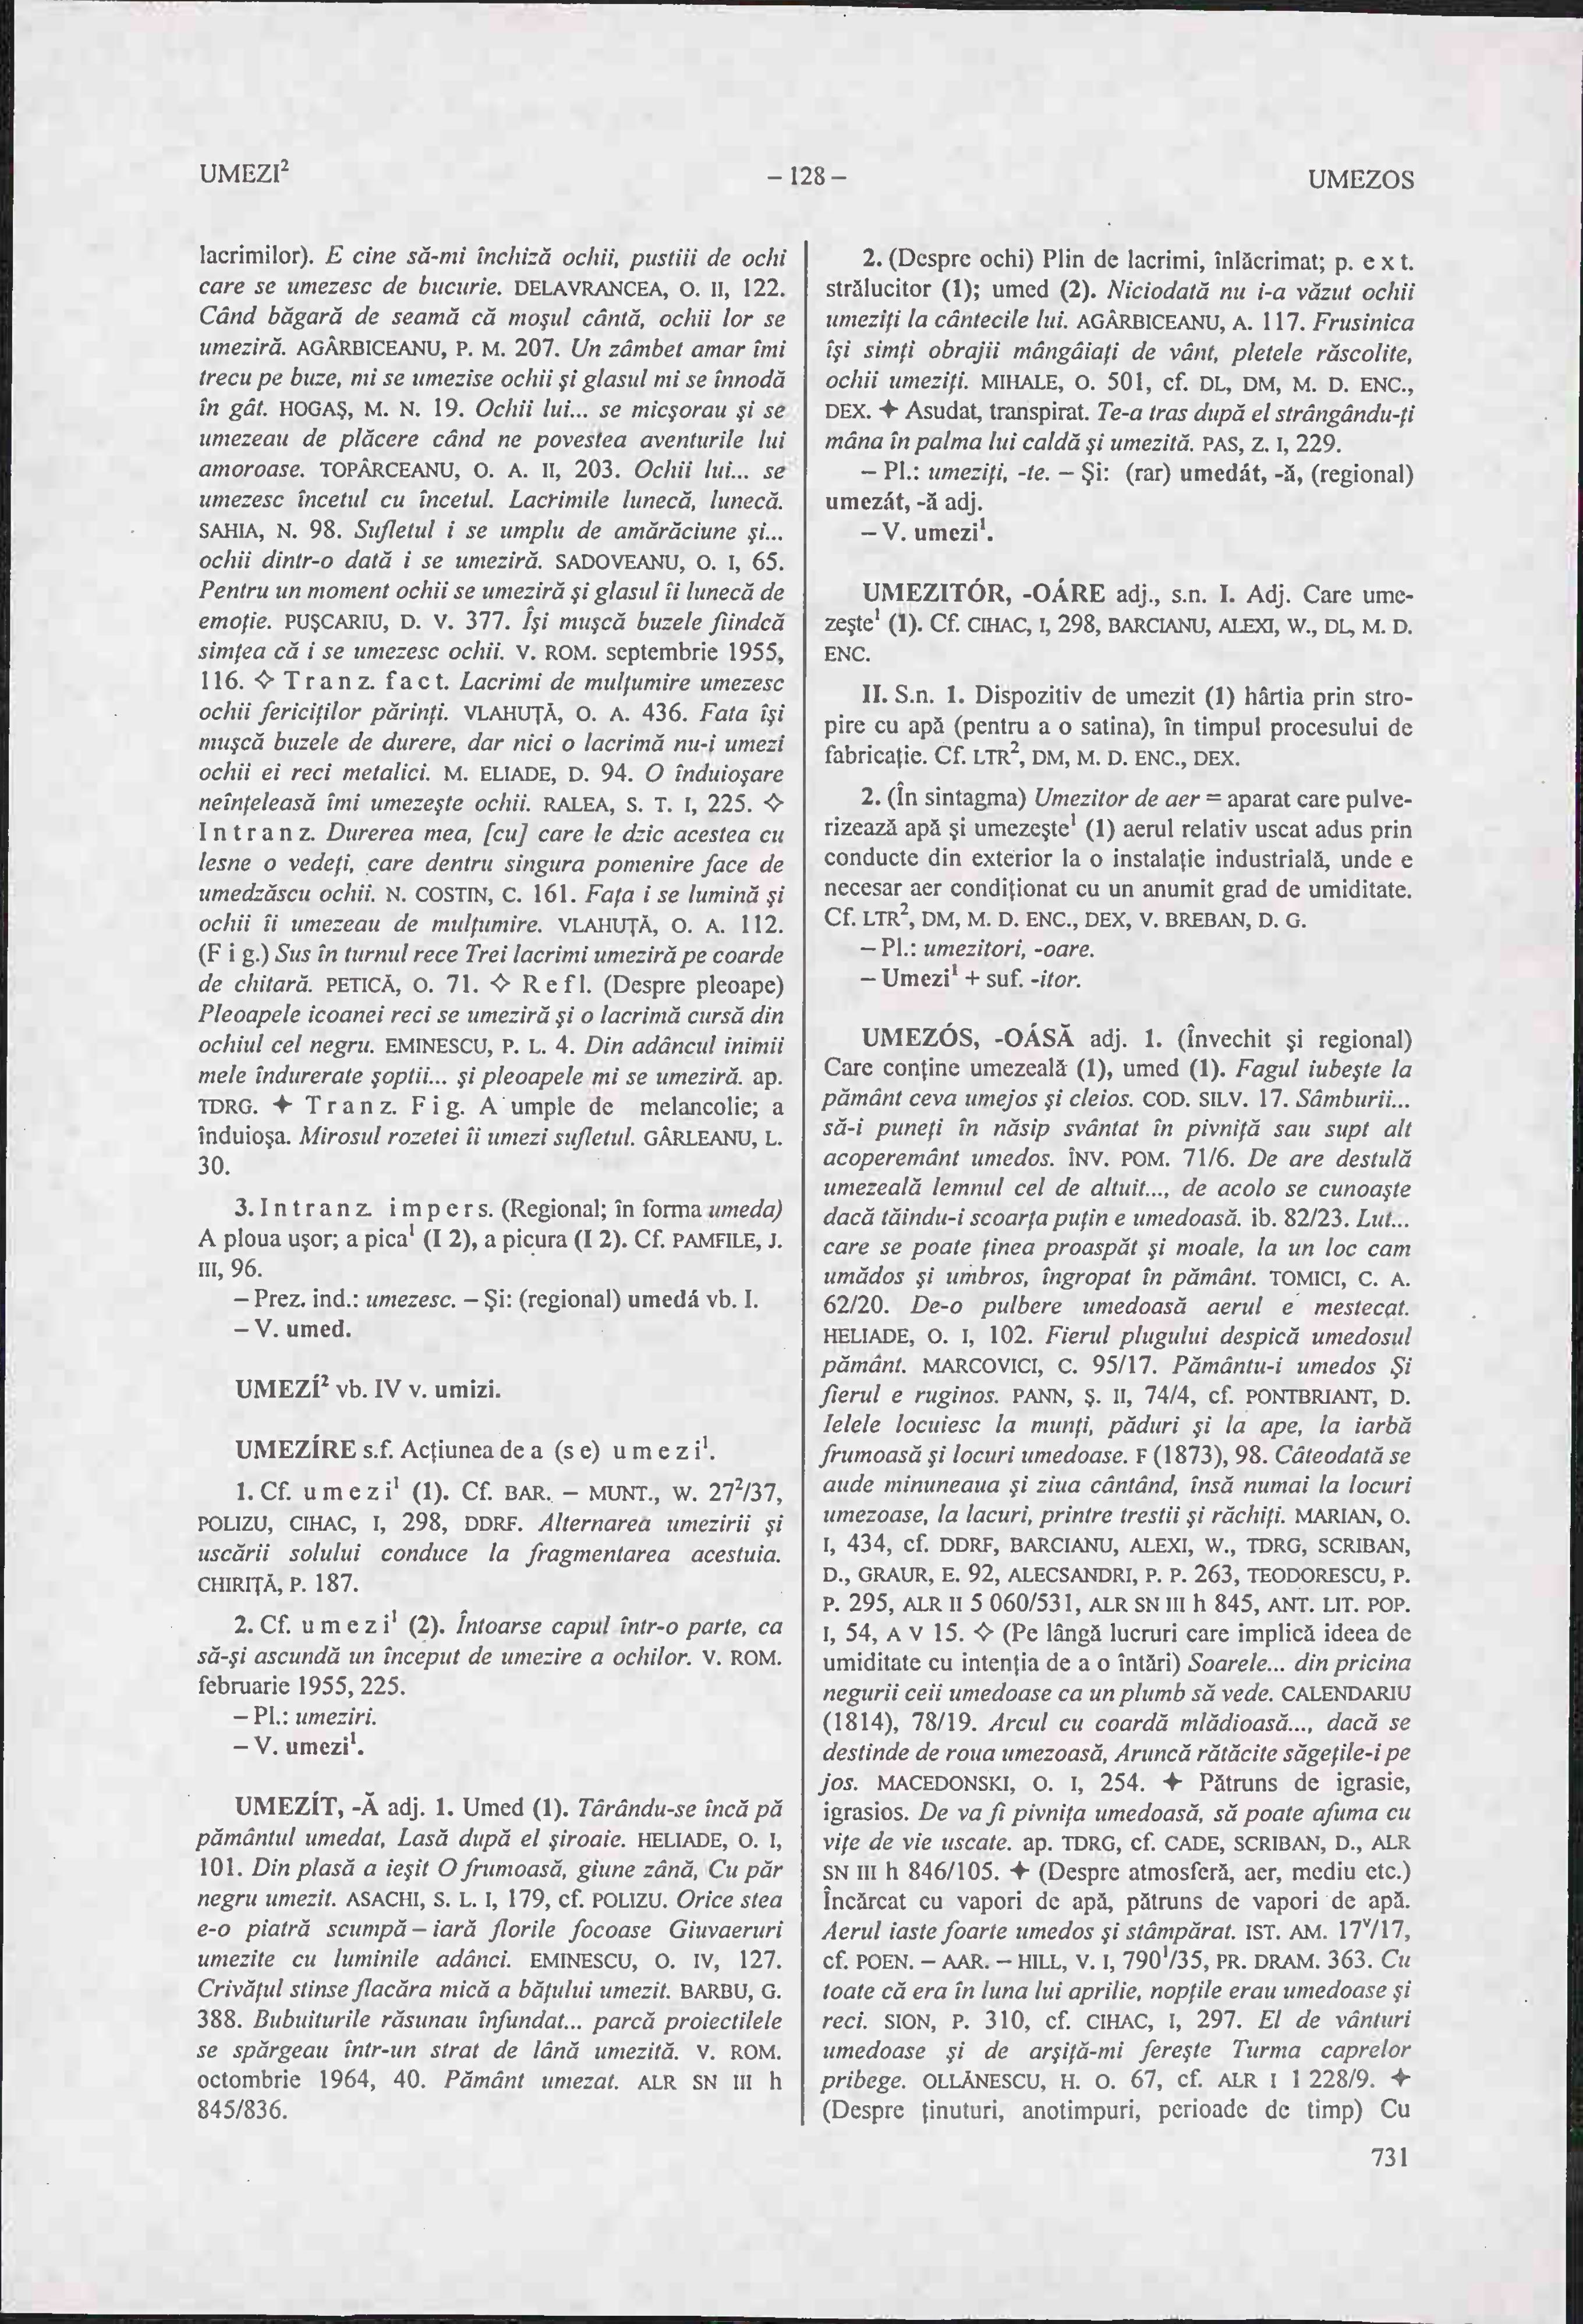 UMEZI²
– 128 –
UMEZOS
lacrimilor). E cine să-mi închiză ochii, pustiii de ochi
care se umezesc de bucurie. DELAVRANCEA, O. II, 122.
Când băgară de seamă că moşul cântă, ochii lor se
umeziră. AGÂRBICEANU, P. M. 207. Un zâmbet amar îmi
trecu pe buze, mi se umezise ochii şi glasul mi se înnodă
în gât. HOGAŞ, M. N. 19. Ochii lui... se micşorau şi se
umezeau de plăcere când ne povestea aventurile lui
amoroase. TOPÂRCEANU, O. A. II, 203. Ochii lui... se
umezesc încetul cu încetul. Lacrimile lunecă, lunecă.
SAHIA, N. 98. Sufletul i se umplu de amărăciune şi...
ochii dintr-o dată i se umeziră. SADOVEANU, O. I, 65.
Pentru un moment ochii se umeziră şi glasul îi lunecă de
emoţie. PUŞCARIU, D. V. 377. Îşi muşcă buzele fiindcă
simţea că i se umezesc ochii. V. ROM. septembrie 1955,
116. ✧ Tranz. fact. Lacrimi de mulţumire umezesc
ochii fericiţilor părinţi. VLAHUŢĂ, O. A. 436. Fata îşi
muşcă buzele de durere, dar nici o lacrimă nu-i umezi
ochii ei reci metalici. M. ELIADE, D. 94. O înduioşare
neînţeleasă îmi umezeşte ochii. RALEA, S. T. I, 225. ✧
Intranz. Durerea mea, [cu] care le dzic acestea cu
lesne o vedeţi, care dentru singura pomenire face de
umedzăscu ochii. N. COSTIN, C. 161. Faţa i se lumină şi
ochii îi umezeau de mulţumire. VLAHUŢĂ, O. A. 112.
(Fig.) Sus în turnul rece Trei lacrimi umeziră pe coarde
de chitară. PETICĂ, O. 71. ✧ Refl. (Despre pleoape)
Pleoapele icoanei reci se umeziră şi o lacrimă cursă din
ochiul cel negru. EMINESCU, P. L. 4. Din adâncul inimii
mele îndurerate şoptii... şi pleoapele mi se umeziră. ap.
TDRG. ✦ Tranz. Fig. A umple de melancolie; a
înduioşa. Mirosul rozetei îi umezi sufletul. GÂRLEANU, L.
30.
3. Intranz. impers. (Regional; în forma umeda)
A ploua uşor; a pica¹ (I 2), a picura (I 2). Cf. PAMFILE, J.
III, 96.
– Prez. ind.: umezesc. – Şi: (regional) umedá vb. I.
– V. umed.
UMEZÍ² vb. IV v. umizi.
UMEZÍRE s.f. Acţiunea de a (se) umezi¹.
1. Cf. umezi¹ (1). Cf. BAR. – MUNT., W. 27²/37,
POLIZU, CIHAC, I, 298, DDRF. Alternarea umezirii şi
uscării solului conduce la fragmentarea acestuia.
CHIRIŢĂ, P. 187.
2. Cf. umezi¹ (2). Întoarse capul într-o parte, ca
să-şi ascundă un început de umezire a ochilor. V. ROM.
februarie 1955, 225.
– Pl.: umeziri.
– V. umezi¹.
UMEZÍT, -Ă adj. 1. Umed (1). Târându-se încă pă
pământul umedat, Lasă după el şiroaie. HELIADE, O. I,
101. Din plasă a ieşit O frumoasă, giune zână, Cu păr
negru umezit. ASACHI, S. L. I, 179, cf. POLIZU. Orice stea
e-o piatră scumpă – iară florile focoase Giuvaeruri
umezite cu luminile adânci. EMINESCU, O. IV, 127.
Crivăţul stinse flacăra mică a băţului umezit. BARBU, G.
388. Bubuiturile răsunau înfundat... parcă proiectilele
se spărgeau într-un strat de lână umezită. V. ROM.
octombrie 1964, 40. Pământ umezat. ALR SN III h
845/836.
2. (Despre ochi) Plin de lacrimi, înlăcrimat; p. ext.
strălucitor (1); umed (2). Niciodată nu i-a văzut ochii
umeziţi la cântecile lui. AGÂRBICEANU, A. 117. Frusinica
îşi simţi obrajii mângâiaţi de vânt, pletele răscolite,
ochii umeziţi. MIHALE, O. 501, cf. DL, DM, M. D. ENC.,
DEX. ✦ Asudat, transpirat. Te-a tras după el strângându-ţi
mâna în palma lui caldă şi umezită. PAS, Z. I, 229.
– Pl.: umeziţi, -te. – Şi: (rar) umedát, -ă, (regional)
umezát, -ă adj.
– V. umezi¹.
UMEZITÓR, -OÁRE adj., s.n. I. Adj. Care ume-
zeşte¹ (1). Cf. CIHAC, I, 298, BARCIANU, ALEXI, W., DL, M. D.
ENC.
II. S.n. 1. Dispozitiv de umezit (1) hârtia prin stro-
pire cu apă (pentru a o satina), în timpul procesului de
fabricaţie. Cf. LTR², DM, M. D. ENC., DEX.
2. (În sintagma) Umezitor de aer = aparat care pulve-
rizează apă şi umezeşte¹ (1) aerul relativ uscat adus prin
conducte din exterior la o instalaţie industrială, unde e
necesar aer condiţionat cu un anumit grad de umiditate.
Cf. LTR², DM, M. D. ENC., DEX, V. BREBAN, D. G.
– Pl.: umezitori, -oare.
– Umezi¹ + suf. -itor.
UMEZÓS, -OÁSĂ adj. 1. (Învechit şi regional)
Care conţine umezeală (1), umed (1). Fagul iubeşte la
pământ ceva umejos şi cleios. COD. SILV. 17. Sâmburii...
să-i puneţi în năsip svântat în pivniţă sau supt alt
acoperemânt umedos. ÎNV. POM. 71/6. De are destulă
umezeală lemnul cel de altuit..., de acolo se cunoaşte
dacă tăindu-i scoarţa puţin e umedoasă. ib. 82/23. Lut...
care se poate ţinea proaspăt şi moale, la un loc cam
umădos şi umbros, îngropat în pământ. TOMICI, C. A.
62/20. De-o pulbere umedoasă aerul e mestecat.
HELIADE, O. I, 102. Fierul plugului despică umedosul
pământ. MARCOVICI, C. 95/17. Pământu-i umedos Şi
fierul e ruginos. PANN, Ş. II, 74/4, cf. PONTBRIANT, D.
Ielele locuiesc la munţi, păduri şi la ape, la iarbă
frumoasă şi locuri umedoase. F (1873), 98. Câteodată se
aude minuneaua şi ziua cântând, însă numai la locuri
umezoase, la lacuri, printre trestii şi răchiţi. MARIAN, O.
I, 434, cf. DDRF, BARCIANU, ALEXI, W., TDRG, SCRIBAN,
D., GRAUR, E. 92, ALECSANDRI, P. P. 263, TEODORESCU, P.
P. 295, ALR II 5 060/531, ALR SN III h 845, ANT. LIT. POP.
I, 54, A V 15. ✧ (Pe lângă lucruri care implică ideea de
umiditate cu intenţia de a o întări) Soarele... din pricina
negurii ceii umedoase ca un plumb să vede. CALENDARIU
(1814), 78/19. Arcul cu coardă mlădioasă..., dacă se
destinde de roua umezoasă, Aruncă rătăcite săgeţile-i pe
jos. MACEDONSKI, O. I, 254. ✦ Pătruns de igrasie,
igrasios. De va fi pivniţa umedoasă, să poate afuma cu
viţe de vie uscate. ap. TDRG, cf. CADE, SCRIBAN, D., ALR
SN III h 846/105. ✦ (Despre atmosferă, aer, mediu etc.)
Încărcat cu vapori de apă, pătruns de vapori de apă.
Aerul iaste foarte umedos şi stâmpărat. IST. AM. 17ᵛ/17,
cf. POEN. – AAR. – HILL, V. I, 790¹/35, PR. DRAM. 363. Cu
toate că era în luna lui aprilie, nopţile erau umedoase şi
reci. SION, P. 310, cf. CIHAC, I, 297. El de vânturi
umedoase şi de arşiţă-mi fereşte Turma caprelor
pribege. OLLĂNESCU, H. O. 67, cf. ALR I 1 228/9. ✦
(Despre ţinuturi, anotimpuri, perioade de timp) Cu
731